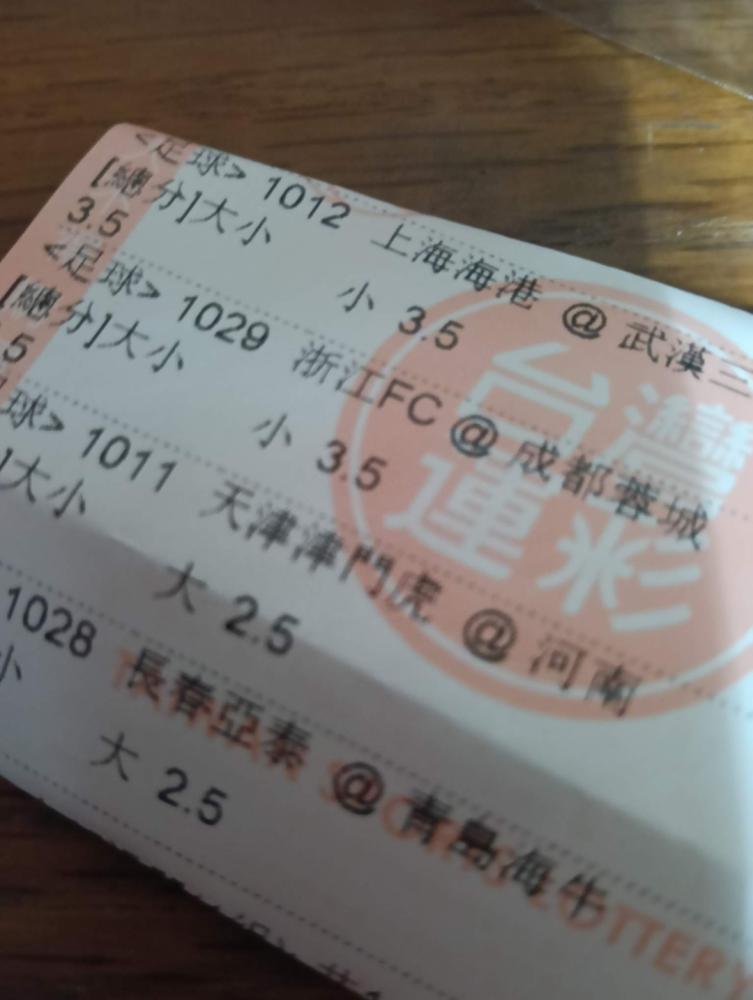 <足球> 1012 上海海港 @ 武漢三
[總分]大小
3.5 小 3.5
<足球> 1029 浙江FC @ 成都蓉城
[總分]大小
.5 小 3.5
球> 1011 天津津門虎 @ 河南
]大小
大 2.5
1028 長春亞泰 @ 青島海牛
小
大 2.5
台灣
運彩
LOTTERY